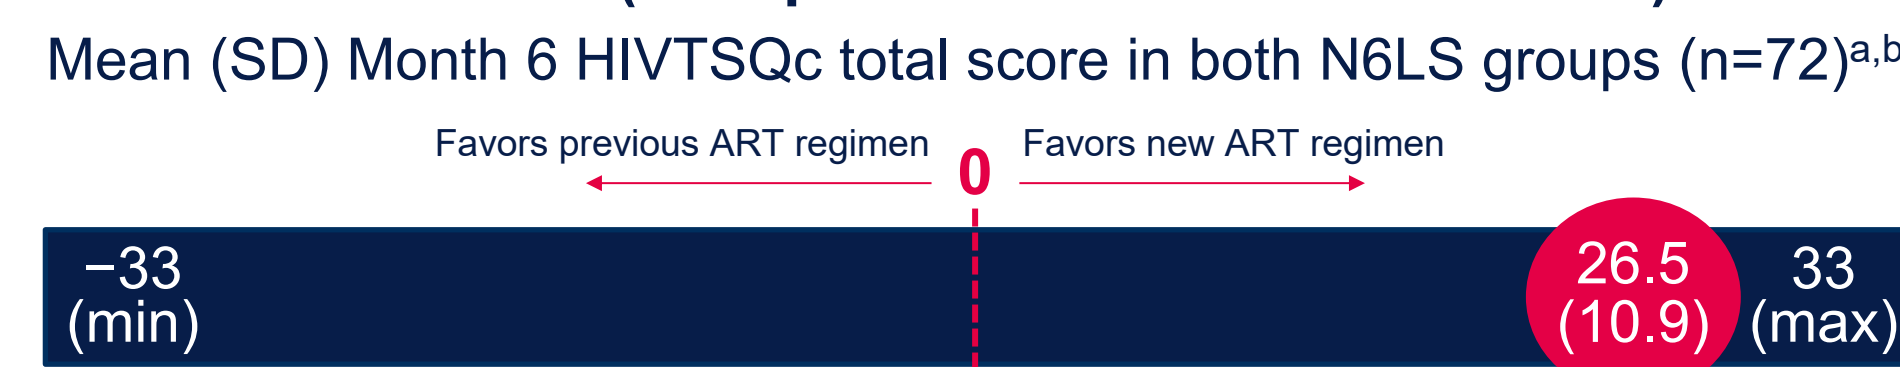 Mean (SD) Month 6 HIVTSQc total score in both N6LS groups (n=72)a,b
Favors previous ART regimen
0
Favors new ART regimen
−33
(min)
26.5
(10.9)
33
(max)